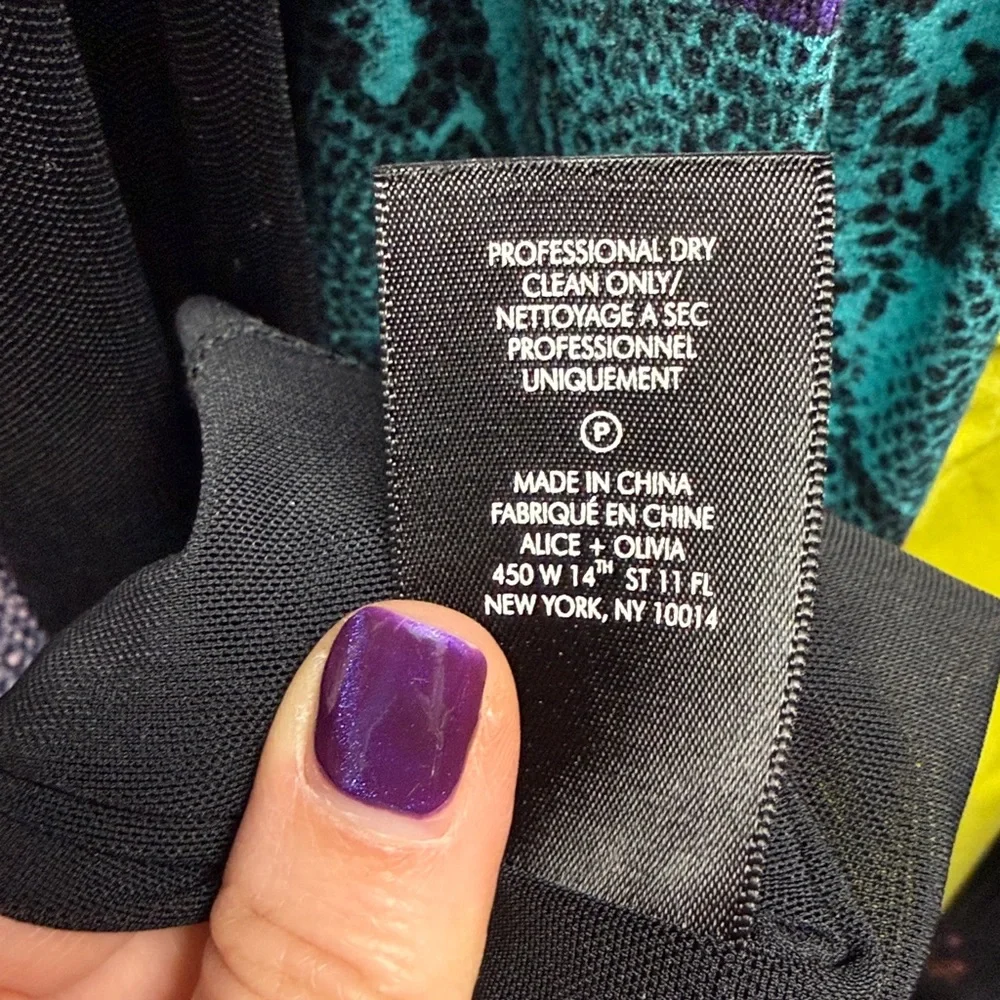 PROFESSIONAL DRY
CLEAN ONLY/
NETTOYAGE A SEC
PROFESSIONNEL
UNIQUEMENT
P
MADE IN CHINA
FABRIQUÉ EN CHINE
ALICE + OLIVIA
450 W 14TH ST 11 FL
NEW YORK, NY 10014